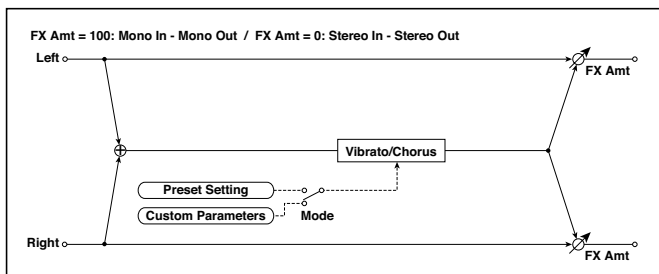 FX Amt = 100: Mono In - Mono Out / FX Amt = 0: Stereo In - Stereo Out
Left
FX Amt
Vibrato/Chorus
Preset Setting
Custom Parameters
Mode
Right
FX Amt